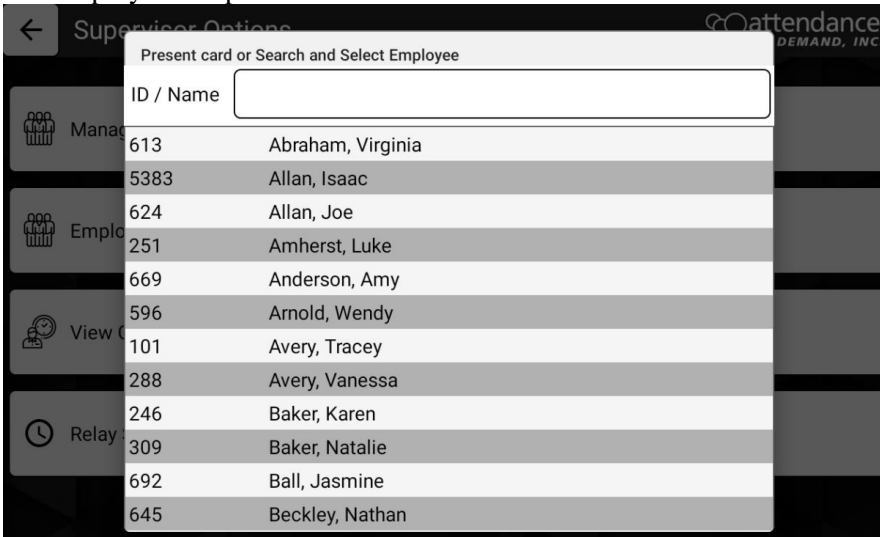 Supervisor Options
attendance
DEMAND, INC
Present card or Search and Select Employee
ID / Name
Manag
Emplo
View
Relay
613 Abraham, Virginia
5383 Allan, Isaac
624 Allan, Joe
251 Amherst, Luke
669 Anderson, Amy
596 Arnold, Wendy
101 Avery, Tracey
288 Avery, Vanessa
246 Baker, Karen
309 Baker, Natalie
692 Ball, Jasmine
645 Beckley, Nathan